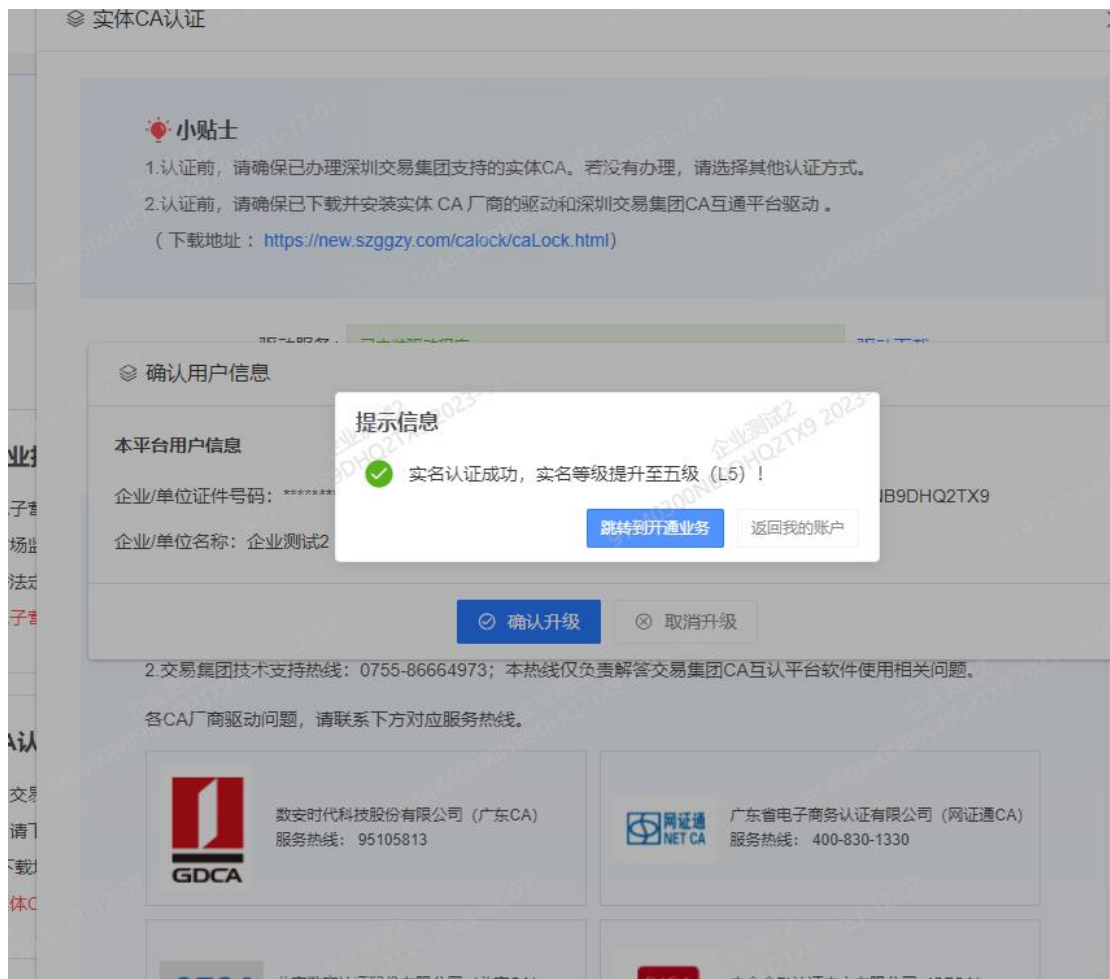 实体CA认证
小贴士
1.认证前，请确保已办理深圳交易集团支持的实体CA。若没有办理，请选择其他认证方式。
2.认证前，请确保已下载并安装实体 CA 厂商的驱动和深圳交易集团CA互通平台驱动 。
（ 下载地址 ： https://new.szggzy.com/calock/caLock.html）
确认用户信息
提示信息
本平台用户信息
实名认证成功，实名等级提升至五级（L5）！
企业/单位证件号码：********
NB9DHQ2TX9
跳转到开通业务
返回我的账户
企业/单位名称：企业测试2
确认升级
取消升级
2.交易集团技术支持热线：0755-86664973；本热线仅负责解答交易集团CA互认平台软件使用相关问题。
各CA厂商驱动问题，请联系下方对应服务热线。
数安时代科技股份有限公司（广东CA）
服务热线： 95105813
GDCA
网证通
NET CA
广东省电子商务认证有限公司（网证通CA）
服务热线： 400-830-1330